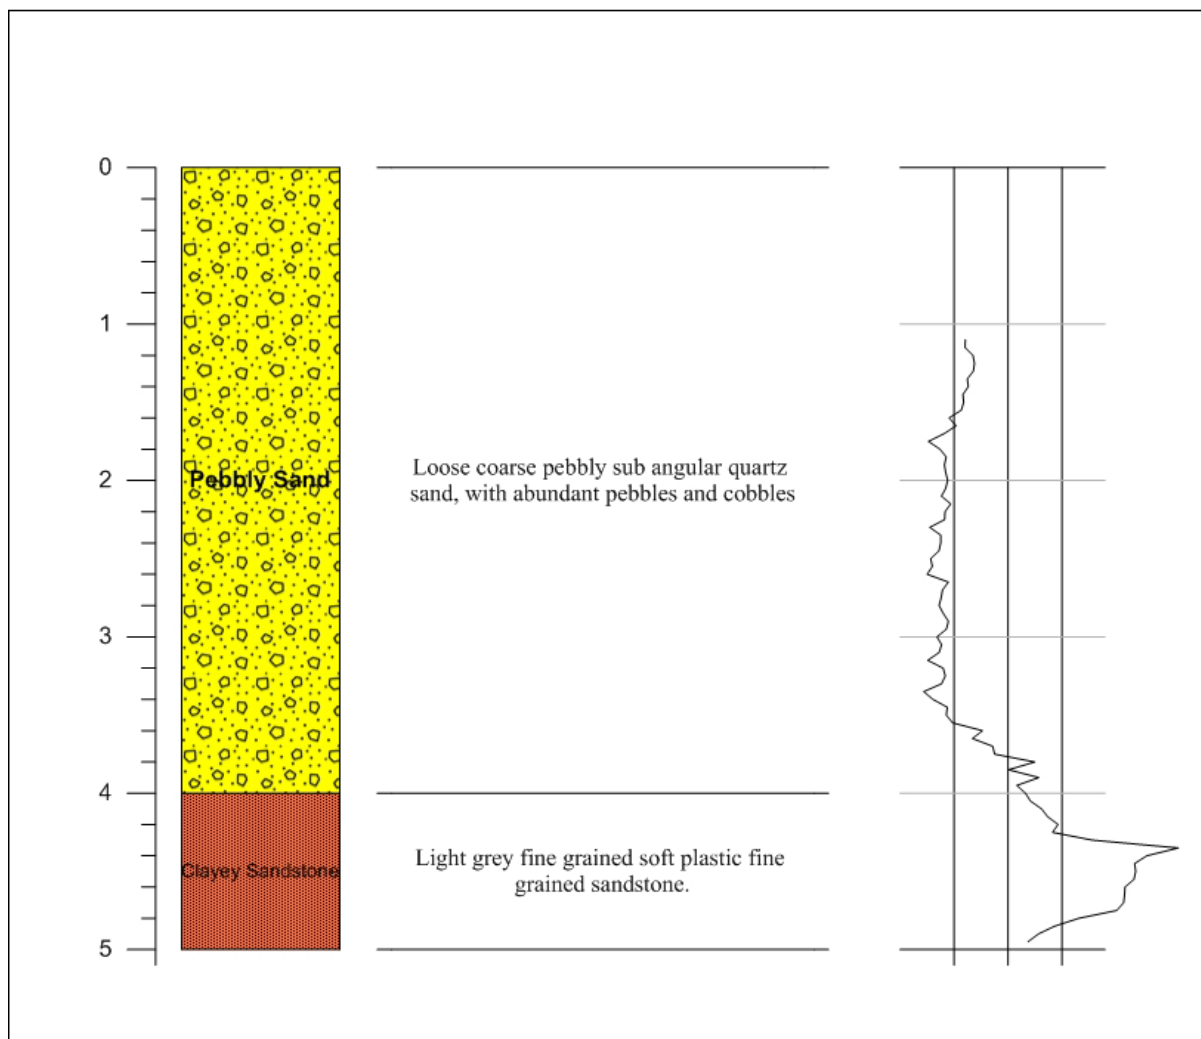 0
1
2
3
4
5
Pebbly Sand
Loose coarse pebbly sub angular quartz
sand, with abundant pebbles and cobbles
Clayey Sandstone
Light grey fine grained soft plastic fine
grained sandstone.